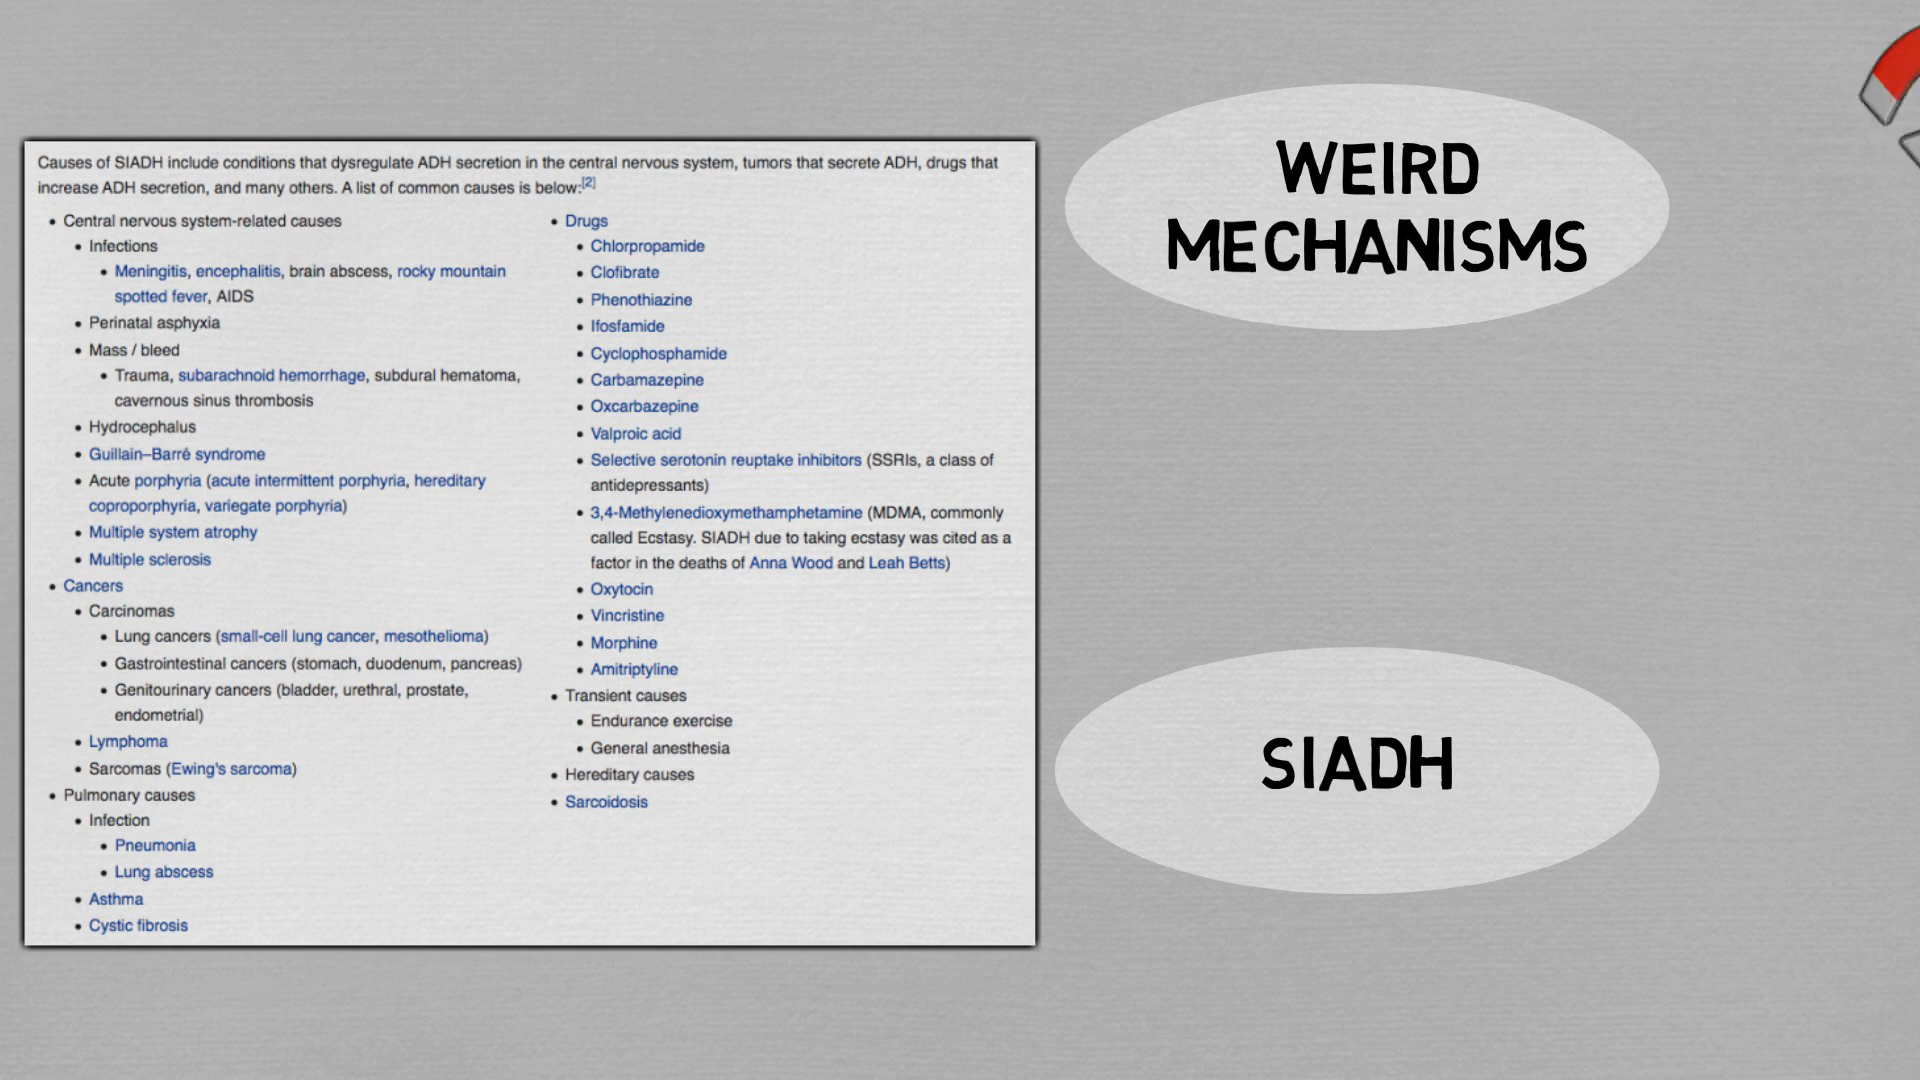 Causes of SIADH include conditions that dysregulate ADH secretion in the central nervous system, tumors that secrete ADH, drugs that
increase ADH secretion, and many others. A list of common causes is below:[2]
• Central nervous system-related causes
• Infections
• Meningitis, encephalitis, brain abscess, rocky mountain
spotted fever, AIDS
• Perinatal asphyxia
• Mass / bleed
• Trauma, subarachnoid hemorrhage, subdural hematoma,
cavernous sinus thrombosis
• Hydrocephalus
• Guillain–Barré syndrome
• Acute porphyria (acute intermittent porphyria, hereditary
coproporphyria, variegate porphyria)
• Multiple system atrophy
• Multiple sclerosis
• Cancers
• Carcinomas
• Lung cancers (small-cell lung cancer, mesothelioma)
• Gastrointestinal cancers (stomach, duodenum, pancreas)
• Genitourinary cancers (bladder, urethral, prostate,
endometrial)
• Lymphoma
• Sarcomas (Ewing's sarcoma)
• Pulmonary causes
• Infection
• Pneumonia
• Lung abscess
• Asthma
• Cystic fibrosis
• Drugs
• Chlorpropamide
• Clofibrate
• Phenothiazine
• Ifosfamide
• Cyclophosphamide
• Carbamazepine
• Oxcarbazepine
• Valproic acid
• Selective serotonin reuptake inhibitors (SSRIs, a class of
antidepressants)
• 3,4-Methylenedioxymethamphetamine (MDMA, commonly
called Ecstasy. SIADH due to taking ecstasy was cited as a
factor in the deaths of Anna Wood and Leah Betts)
• Oxytocin
• Vincristine
• Morphine
• Amitriptyline
• Transient causes
• Endurance exercise
• General anesthesia
• Hereditary causes
• Sarcoidosis
WEIRD
MECHANISMS
SIADH